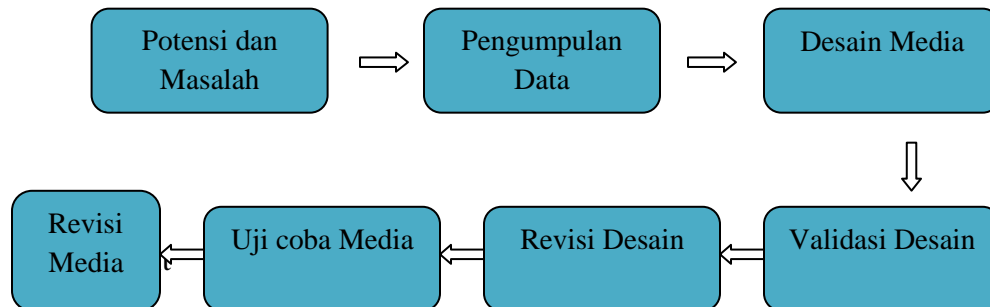 Potensi dan
Masalah
Pengumpulan
Data
Desain Media
Validasi Desain
Revisi Desain
Uji coba Media
Revisi
Media